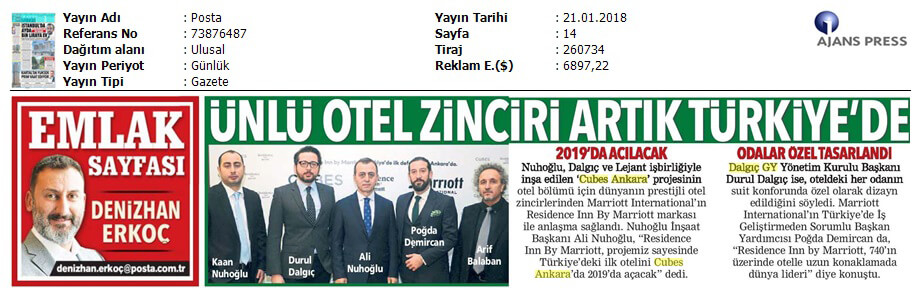 Yayın Adı : Posta
Referans No : 73876487
Dağıtım alanı : Ulusal
Yayın Periyot : Günlük
Yayın Tipi : Gazete
Yayın Tarihi : 21.01.2018
Sayfa : 14
Tiraj : 260734
Reklam E.($) : 6897,22
AJANS PRESS
EMLAK
SAYFASI
DENİZHAN
ERKOÇ
denizhan.erkoc@posta.com.tr
ÜNLÜ OTEL ZİNCİRİ ARTIK TÜRKİYE'DE
Kaan
Nuhoğlu
Durul
Dalgıç
Ali
Nuhoğlu
Poğda
Demircan
Arif
Balaban
2019'DA AÇILACAK
Nuhoğlu, Dalgıç ve Lejant işbirliğiyle
inşa edilen 'Cubes Ankara' projesinin
otel bölümü için dünyanın prestijli otel
zincirlerinden Marriott International'ın
Residence Inn By Marriott markası
ile anlaşma sağlandı. Nuhoğlu İnşaat
Başkanı Ali Nuhoğlu, "Residence
Inn By Marriott, projemiz sayesinde
Türkiye'deki ilk otelini Cubes
Ankara'da 2019'da açacak" dedi.
ODALAR ÖZEL TASARLANDI
Dalgıç GY Yönetim Kurulu Başkanı
Durul Dalgıç ise, oteldeki her odanın
suit konforunda özel olarak dizayn
edildiğini söyledi. Marriott
International'ın Türkiye'de İş
Geliştirmeden Sorumlu Başkan
Yardımcısı Poğda Demircan da,
"Residence Inn by Marriott, 740'ın
üzerinde otelle uzun konaklamada
dünya lideri" diye konuştu.